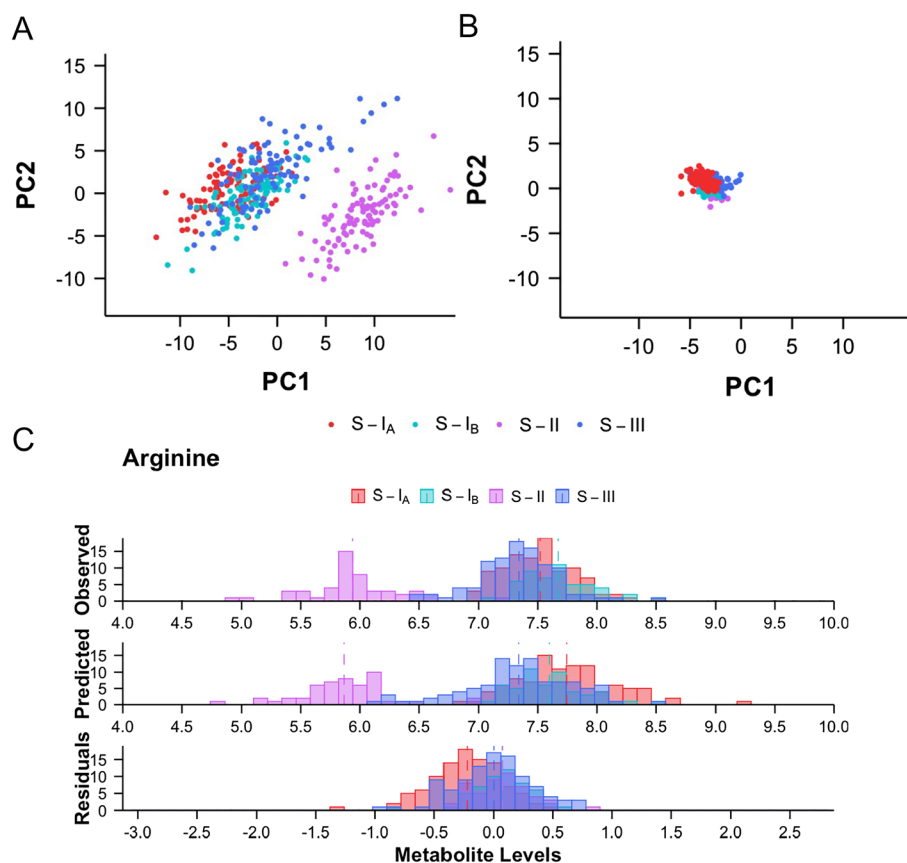 A
B
15
10
5
0
-5
-10
PC2
-10 -5 0 5 10
PC1
15
10
5
0
-5
-10
PC2
-10 -5 0 5 10
PC1
S – I_A S – I_B S – II S – III
C
Arginine
S – I_A S – I_B S – II S – III
Observed
15
10
5
0
4.0 4.5 5.0 5.5 6.0 6.5 7.0 7.5 8.0 8.5 9.0 9.5 10.0
Predicted
15
10
5
0
4.0 4.5 5.0 5.5 6.0 6.5 7.0 7.5 8.0 8.5 9.0 9.5 10.0
Residuals
15
10
5
0
-3.0 -2.5 -2.0 -1.5 -1.0 -0.5 0.0 0.5 1.0 1.5 2.0 2.5
Metabolite Levels